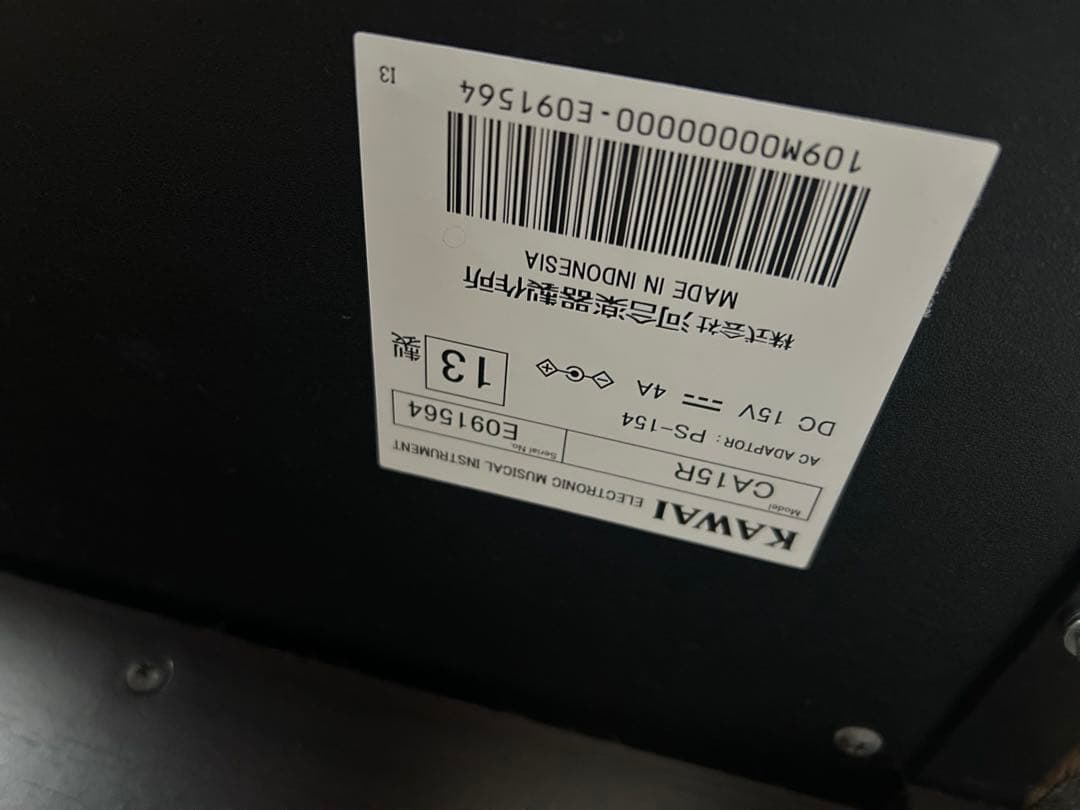 KAWAI ELECTRONIC MUSICAL INSTRUMENT
Model CA15R Serial No. E091564
AC ADAPTOR: PS-154
DC 15V 4A 13 製
株式会社河合楽器製作所
MADE IN INDONESIA
109M00000000-E091564
I3